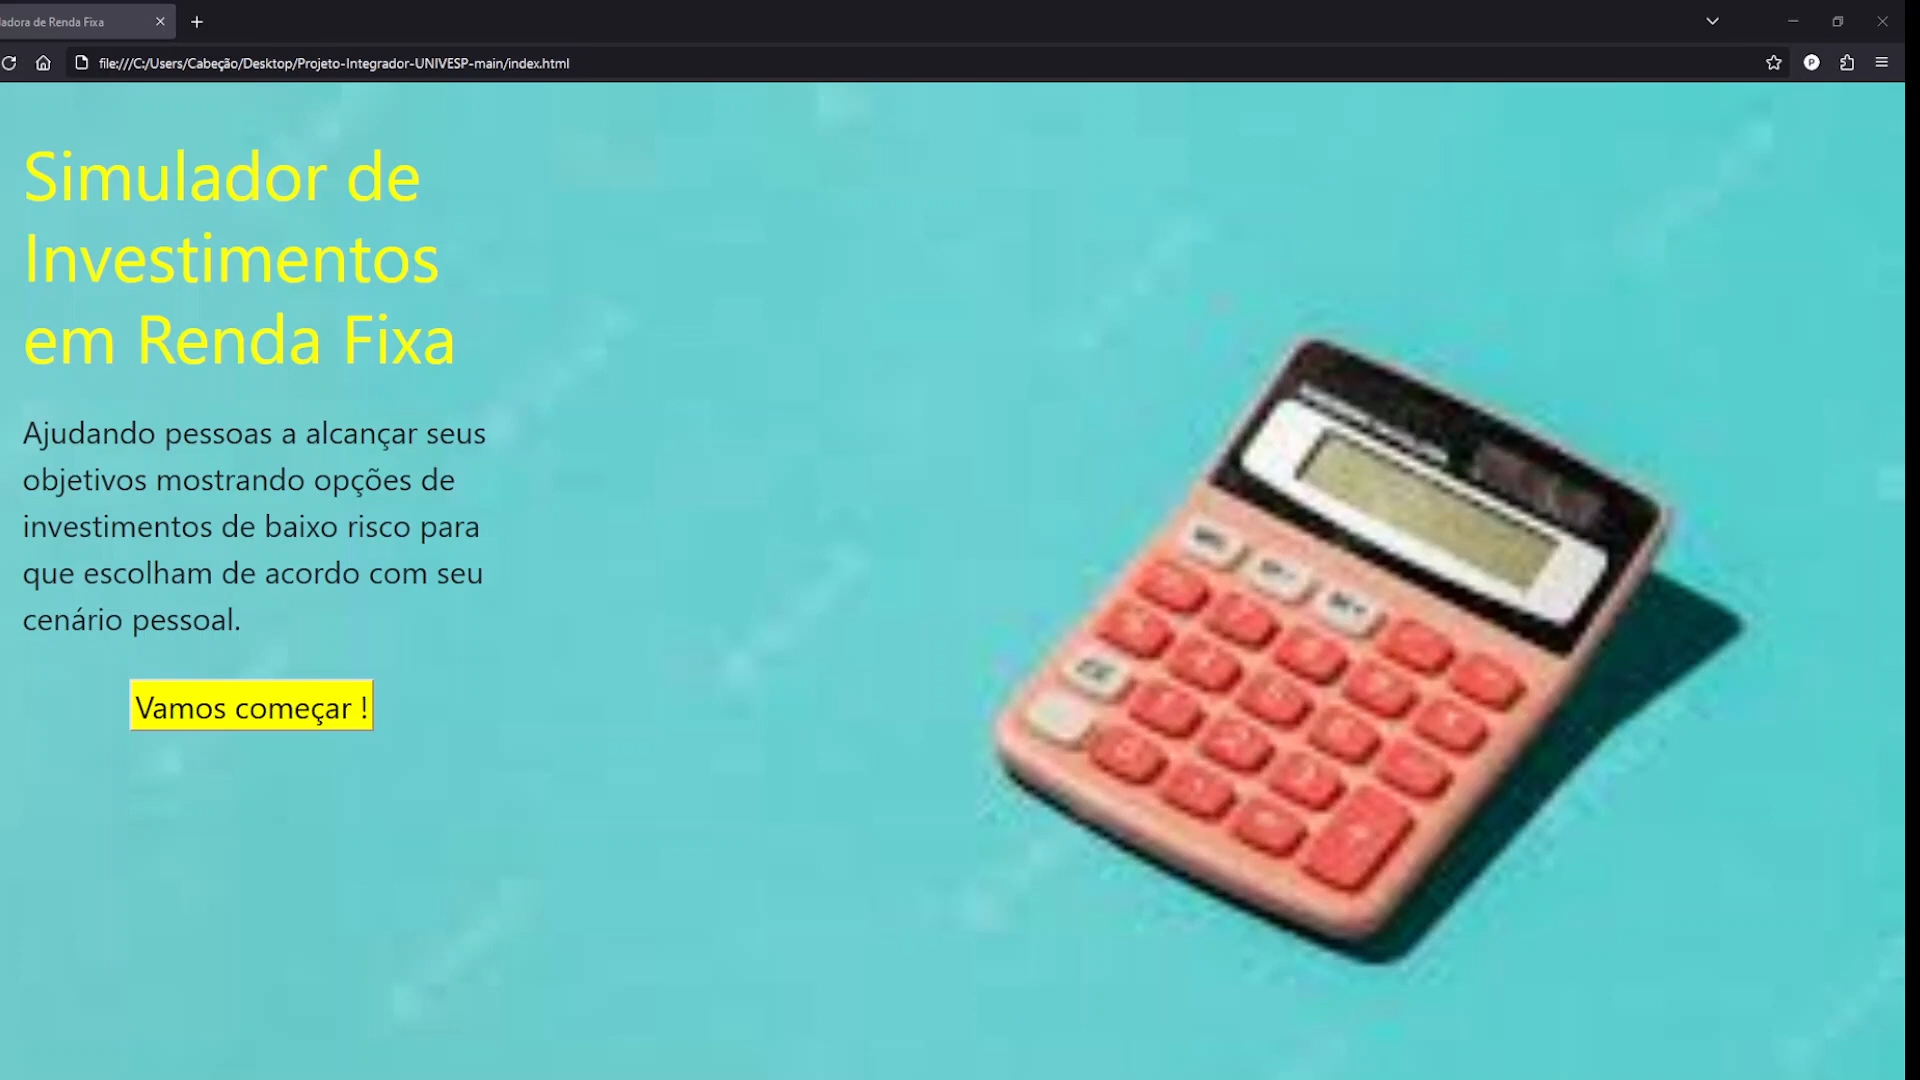 adora de Renda Fixa
file:///C:/Users/Cabeção/Desktop/Projeto-Integrador-UNIVESP-main/index.html
P
Simulador de
Investimentos
em Renda Fixa
Ajudando pessoas a alcançar seus
objetivos mostrando opções de
investimentos de baixo risco para
que escolham de acordo com seu
cenário pessoal.
Vamos começar !